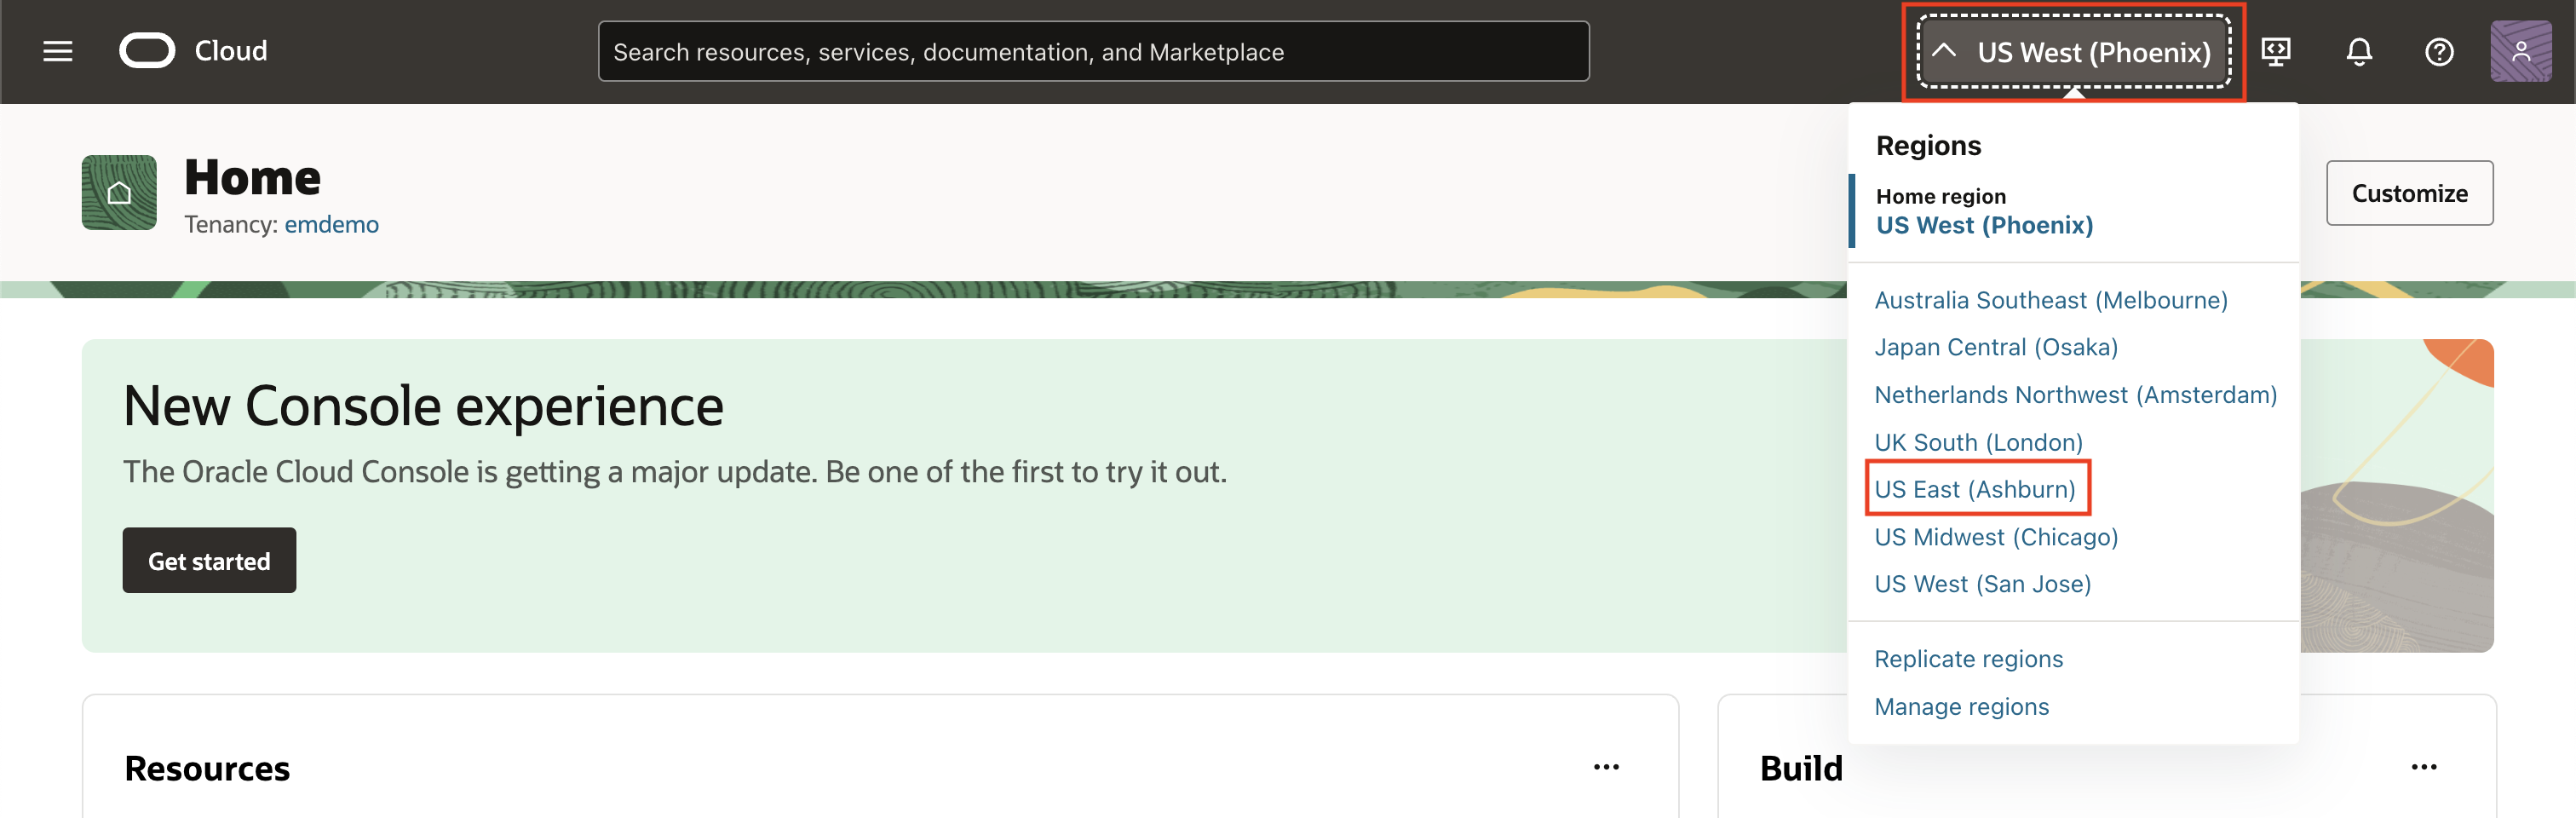 Cloud
Search resources, services, documentation, and Marketplace
US West (Phoenix)
Home
Tenancy: emdemo
Customize
Regions
Home region
US West (Phoenix)
Australia Southeast (Melbourne)
Japan Central (Osaka)
Netherlands Northwest (Amsterdam)
UK South (London)
US East (Ashburn)
US Midwest (Chicago)
US West (San Jose)
Replicate regions
Manage regions
New Console experience
The Oracle Cloud Console is getting a major update. Be one of the first to try it out.
Get started
Resources
Build